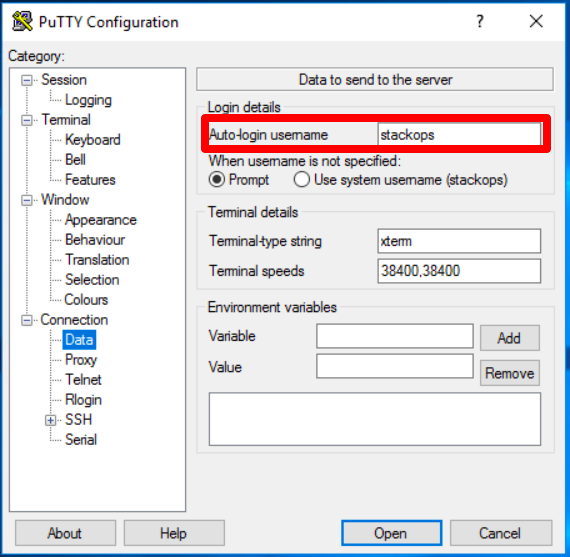 PuTTY Configuration
?
Category:
Session
Logging
Terminal
Keyboard
Bell
Features
Window
Appearance
Behaviour
Translation
Selection
Colours
Connection
Data
Proxy
Telnet
Rlogin
SSH
Serial
Data to send to the server
Login details
Auto-login username stackops
When username is not specified:
Prompt Use system username (stackops)
Terminal details
Terminal-type string xterm
Terminal speeds 38400,38400
Environment variables
Variable Add
Value Remove
About Help Open Cancel